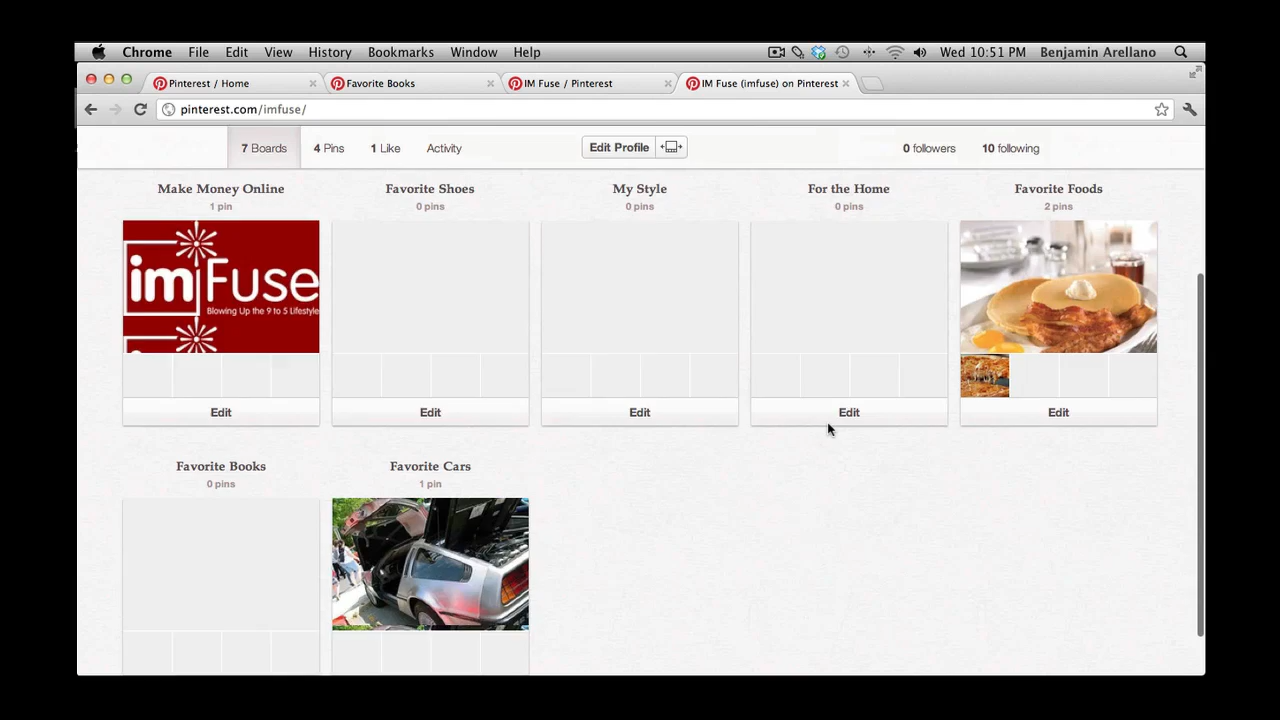 Chrome File Edit View History Bookmarks Window Help Wed 10:51 PM Benjamin Arellano
Pinterest / Home Favorite Books IM Fuse / Pinterest IM Fuse (imfuse) on Pinterest
pinterest.com/imfuse/
7 Boards 4 Pins 1 Like Activity Edit Profile 0 followers 10 following
Make Money Online Favorite Shoes My Style For the Home Favorite Foods
1 pin 0 pins 0 pins 0 pins 2 pins
imFuse
Blowing Up the 9 to 5 Lifestyle
Edit Edit Edit Edit Edit
Favorite Books Favorite Cars
0 pins 1 pin